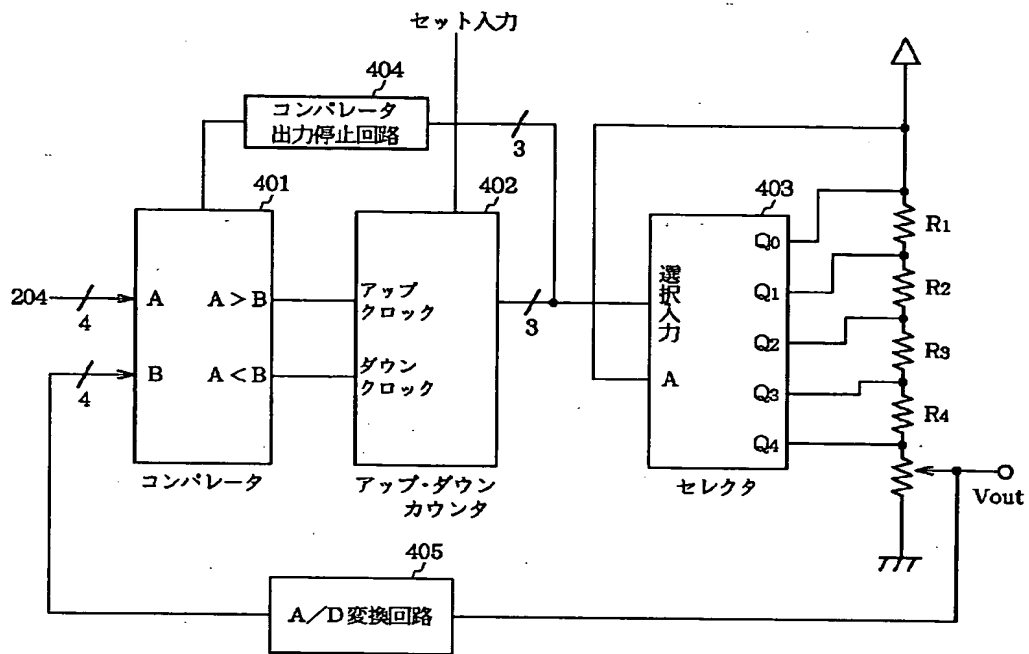 セット入力
404
コンパレータ
出力停止回路
3
401
402
403
204
4
A
A>B
アップ
クロック
3
選択入力
Q0
R1
Q1
R2
4
B
A<B
ダウン
クロック
A
Q2
R3
Q3
R4
Q4
コンパレータ
アップ・ダウン
カウンタ
セレクタ
Vout
405
A/D変換回路